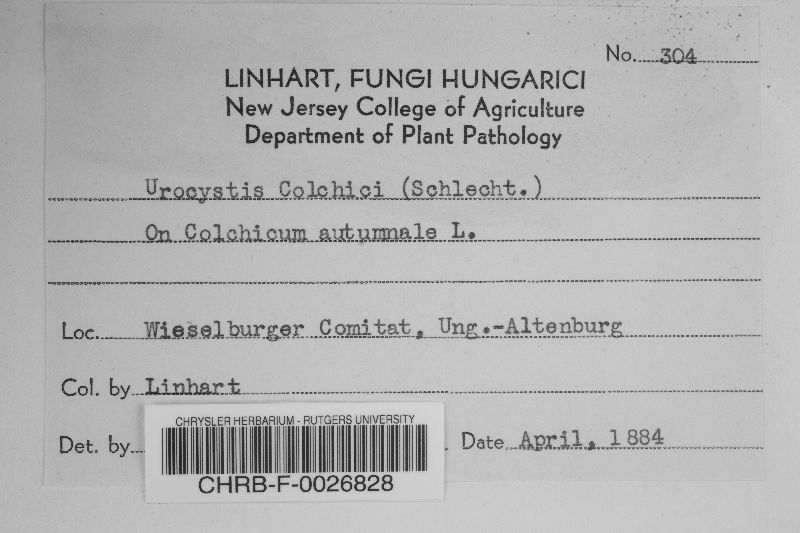 No. 304
LINHART, FUNGI HUNGARICI
New Jersey College of Agriculture
Department of Plant Pathology
Urocystis Colchici (Schlecht.)
On Colchicum autumnale L.
Loc. Wieselburger Comitat, Ung.-Altenburg
Col. by Linhart
Det. by
Date April, 1884
CHRYSLER HERBARIUM - RUTGERS UNIVERSITY
CHRB-F-0026828